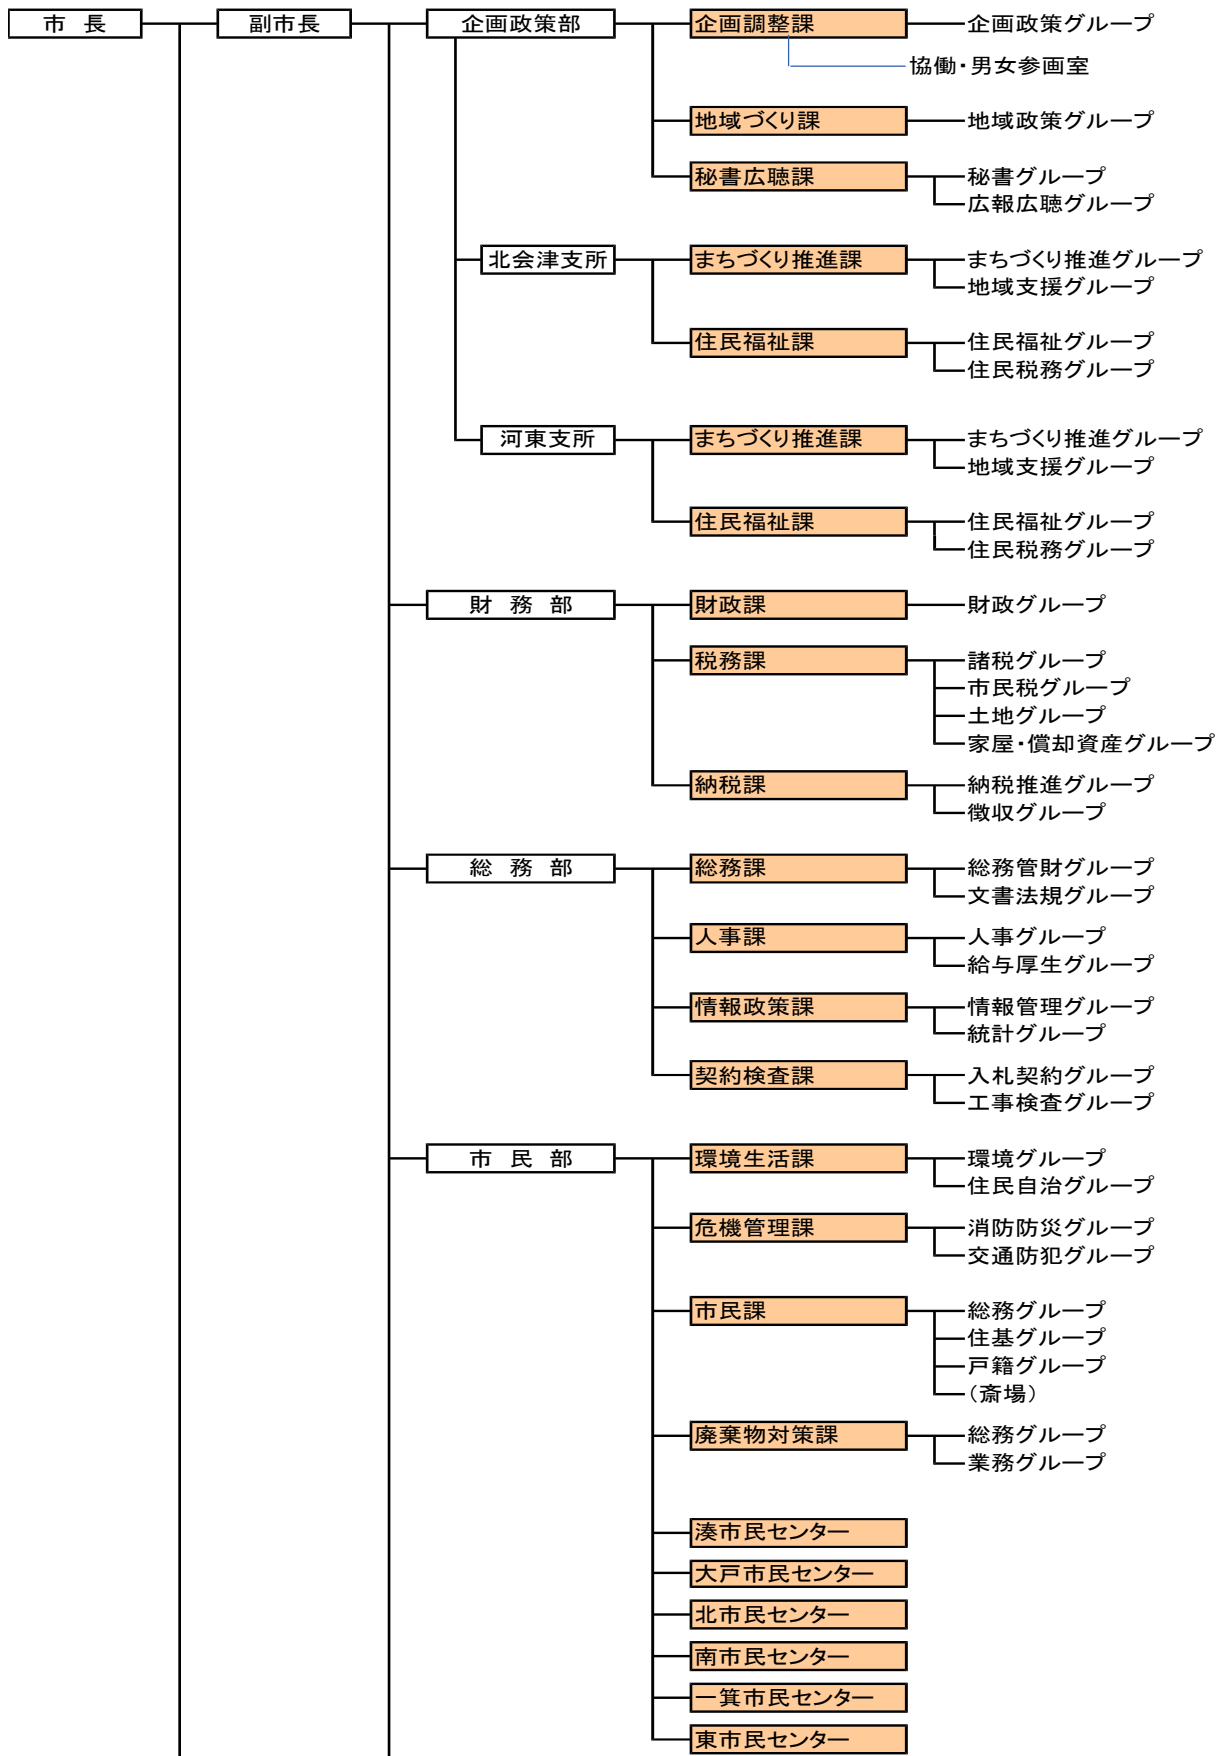 市 長 副市長 企画政策部 企画調整課 企画政策グループ
協働・男女参画室
地域づくり課 地域政策グループ
秘書広聴課 秘書グループ
広報広聴グループ
北会津支所 まちづくり推進課 まちづくり推進グループ
地域支援グループ
住民福祉課 住民福祉グループ
住民税務グループ
河東支所 まちづくり推進課 まちづくり推進グループ
地域支援グループ
住民福祉課 住民福祉グループ
住民税務グループ
財 務 部 財政課 財政グループ
税務課 諸税グループ
市民税グループ
土地グループ
家屋・償却資産グループ
納税課 納税推進グループ
徴収グループ
総 務 部 総務課 総務管財グループ
文書法規グループ
人事課 人事グループ
給与厚生グループ
情報政策課 情報管理グループ
統計グループ
契約検査課 入札契約グループ
工事検査グループ
市 民 部 環境生活課 環境グループ
住民自治グループ
危機管理課 消防防災グループ
交通防犯グループ
市民課 総務グループ
住基グループ
戸籍グループ
（斎場）
廃棄物対策課 総務グループ
業務グループ
湊市民センター
大戸市民センター
北市民センター
南市民センター
一箕市民センター
東市民センター